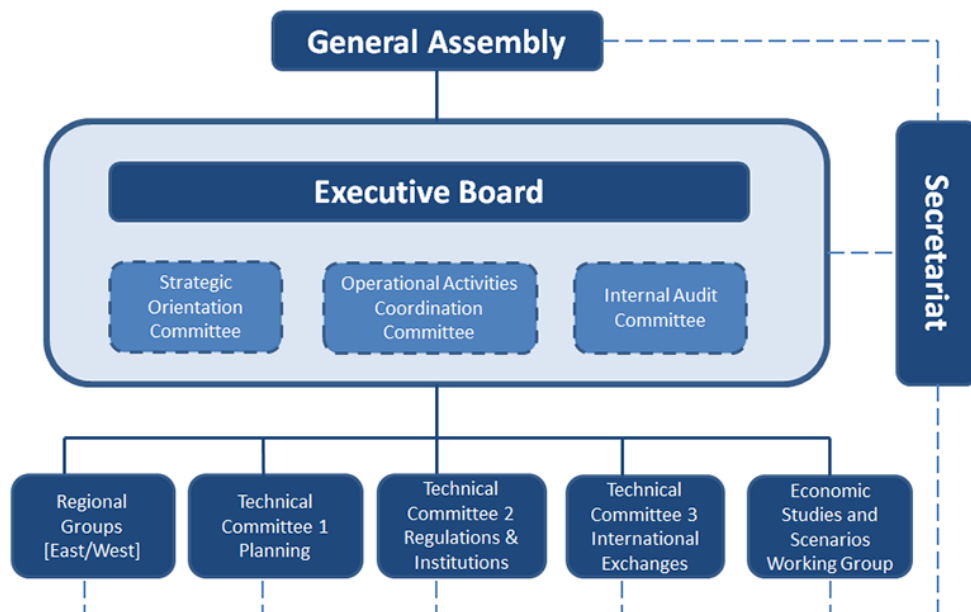 General Assembly
Executive Board
Strategic
Orientation
Committee
Operational Activities
Coordination
Committee
Internal Audit
Committee
Secretariat
Regional
Groups
[East/West]
Technical
Committee 1
Planning
Technical
Committee 2
Regulations &
Institutions
Technical
Committee 3
International
Exchanges
Economic
Studies and
Scenarios
Working Group